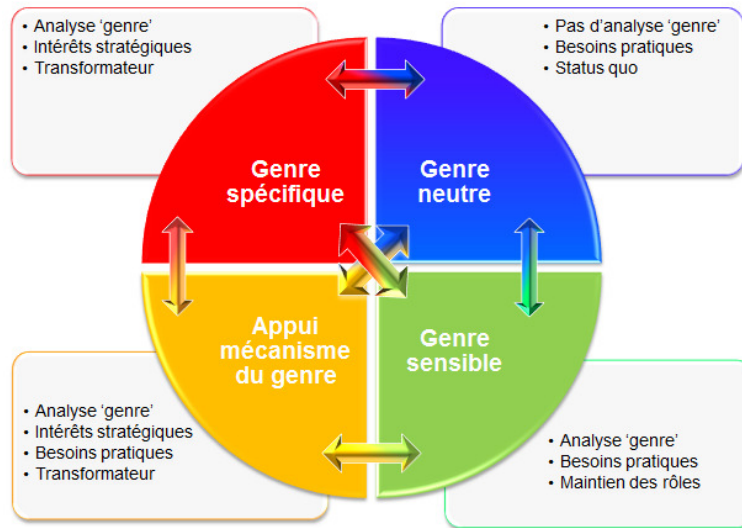 • Analyse ‘genre’
• Intérêts stratégiques
• Transformateur
• Pas d’analyse ‘genre’
• Besoins pratiques
• Status quo
Genre
spécifique
Genre
neutre
Appui
mécanisme
du genre
Genre
sensible
• Analyse ‘genre’
• Intérêts stratégiques
• Besoins pratiques
• Transformateur
• Analyse ‘genre’
• Besoins pratiques
• Maintien des rôles